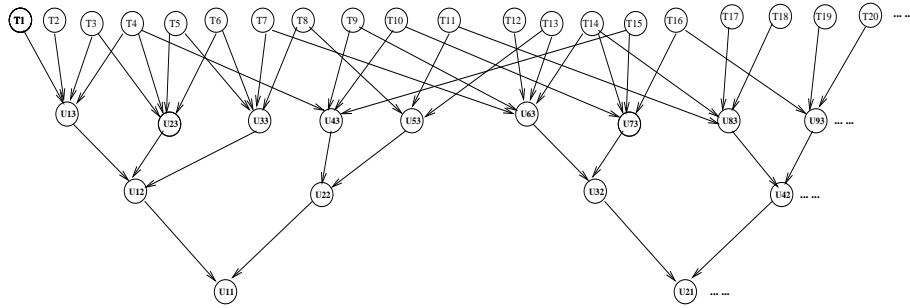 T1 T2 T3 T4 T5 T6 T7 T8 T9 T10 T11 T12 T13 T14 T15 T16 T17 T18 T19 T20 ... ...
U13 U23 U33 U43 U53 U63 U73 U83 U93 ... ...
U12 U22 U32 U42 ... ...
U11 U21 ... ...